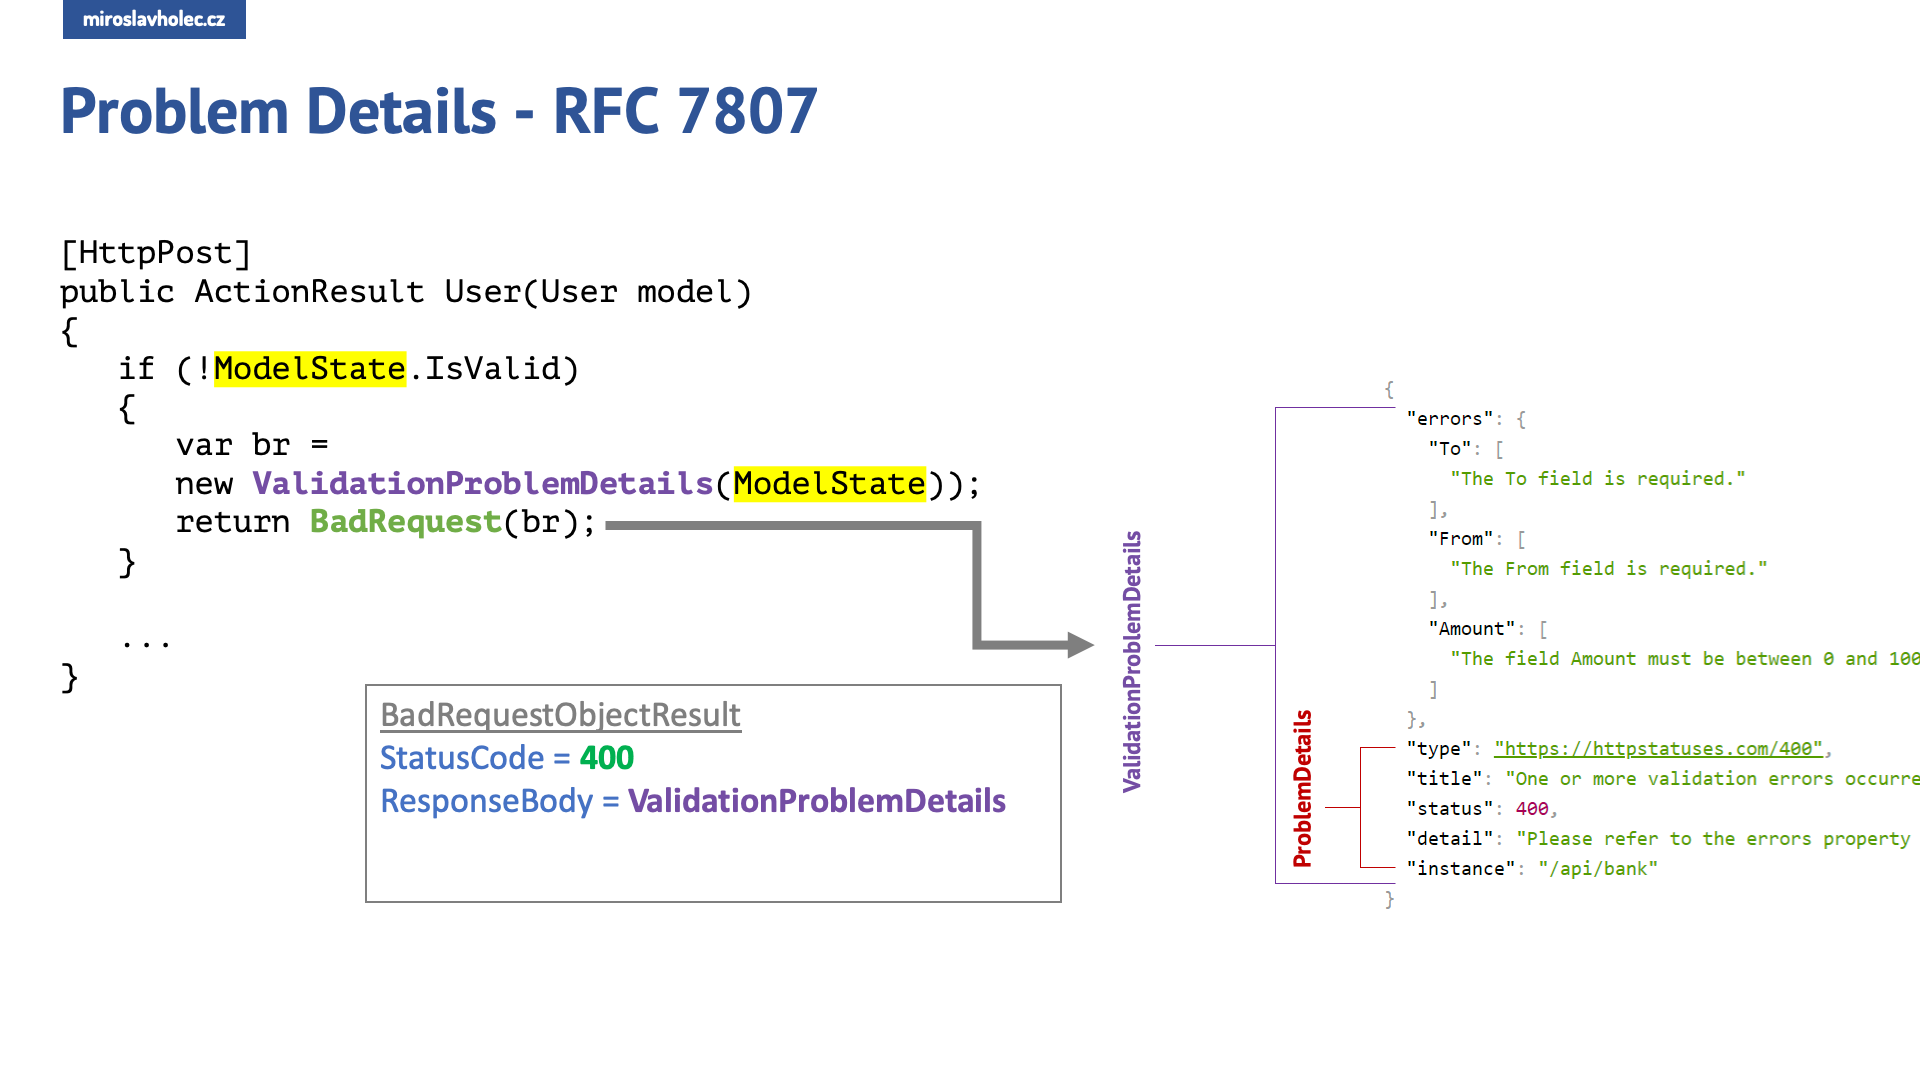 miroslavholec.cz
Problem Details - RFC 7807
[HttpPost]
public ActionResult User(User model)
{
if (!ModelState.IsValid)
{
var br =
new ValidationProblemDetails(ModelState));
return BadRequest(br);
}
...
}
BadRequestObjectResult
StatusCode = 400
ResponseBody = ValidationProblemDetails
ValidationProblemDetails
ProblemDetails
{
"errors": {
"To": [
"The To field is required."
],
"From": [
"The From field is required."
],
"Amount": [
"The field Amount must be between 0 and 100
]
},
"type": "https://httpstatuses.com/400",
"title": "One or more validation errors occurre
"status": 400,
"detail": "Please refer to the errors property
"instance": "/api/bank"
}